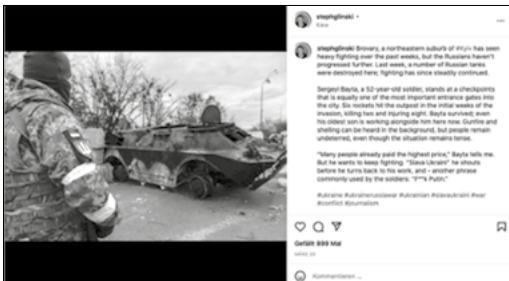 stephglinski •
Kiew
stephglinski Brovary, a northeastern suburb of #Kyiv has seen
heavy fighting over the past weeks, but the Russians haven't
progressed further. Last week, a number of Russian tanks
were destroyed here; fighting has since steadily continued.
Sergeyi Bayta, a 52-year-old soldier, stands at a checkpoints
that is equally one of the most important entrance gates into
the city. Six rockets hit the outpost in the initial weeks of the
invasion, killing two and injuring eight. Bayta survived; even
his oldest son is working alongside him here now. Gunfire and
shelling can be heard in the background, but people remain
undeterred, even though the situation remains tense.
"Many people already paid the highest price," Bayta tells me.
But he wants to keep fighting. "Slava Ukraini" he shouts
before he turns back to his work, and - another phrase
commonly used by the soldiers: "F**k Putin."
#ukraine #ukrainerussiawar #ukrainian #slavaukraini #war
#conflict #journalism
Gefällt 899 Mal
MÄRZ 20
Kommentieren ...